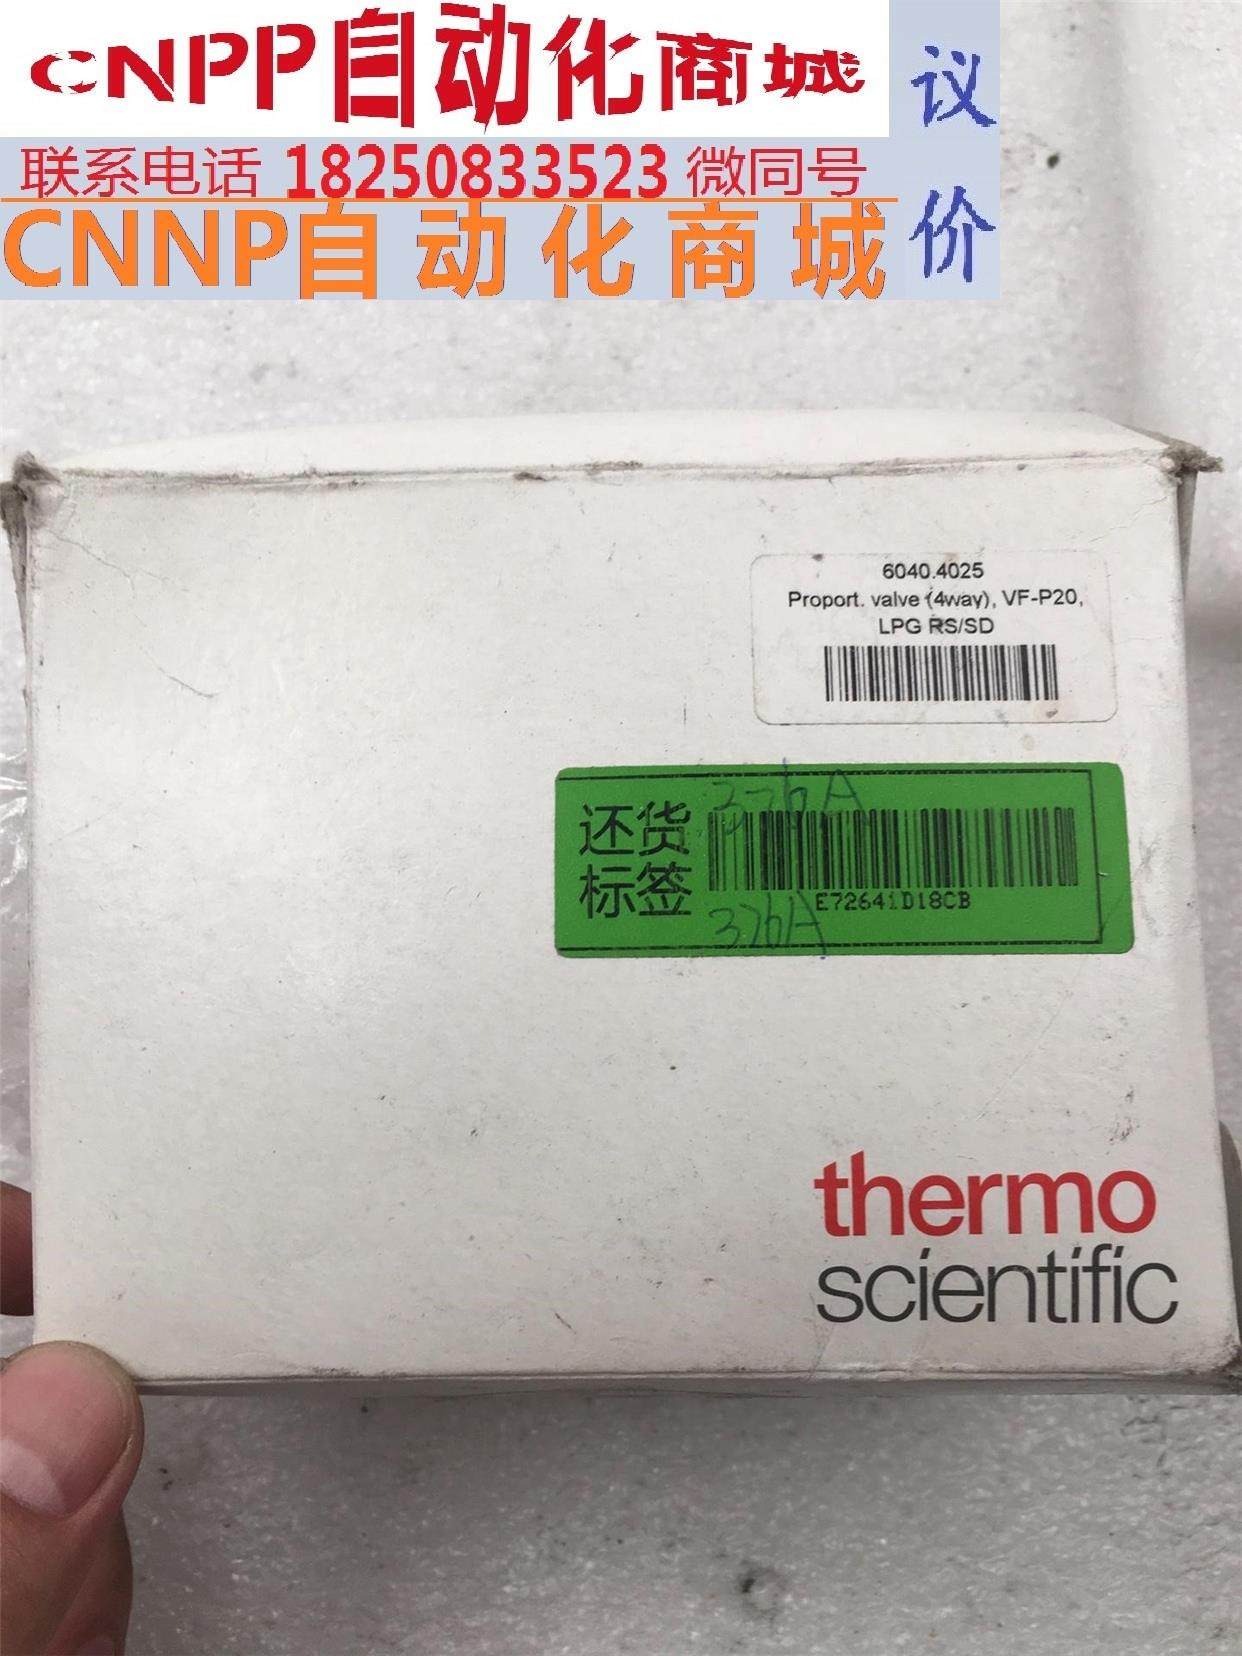 CNPP自动化商城
议价
联系电话 18250833523 微同号
CNNP自动化商城
6040.4025
Proport. valve (4way), VF-P20,
LPG RS/SD
376A
还货
标签
E72641D18CB
376A
thermo
scientific